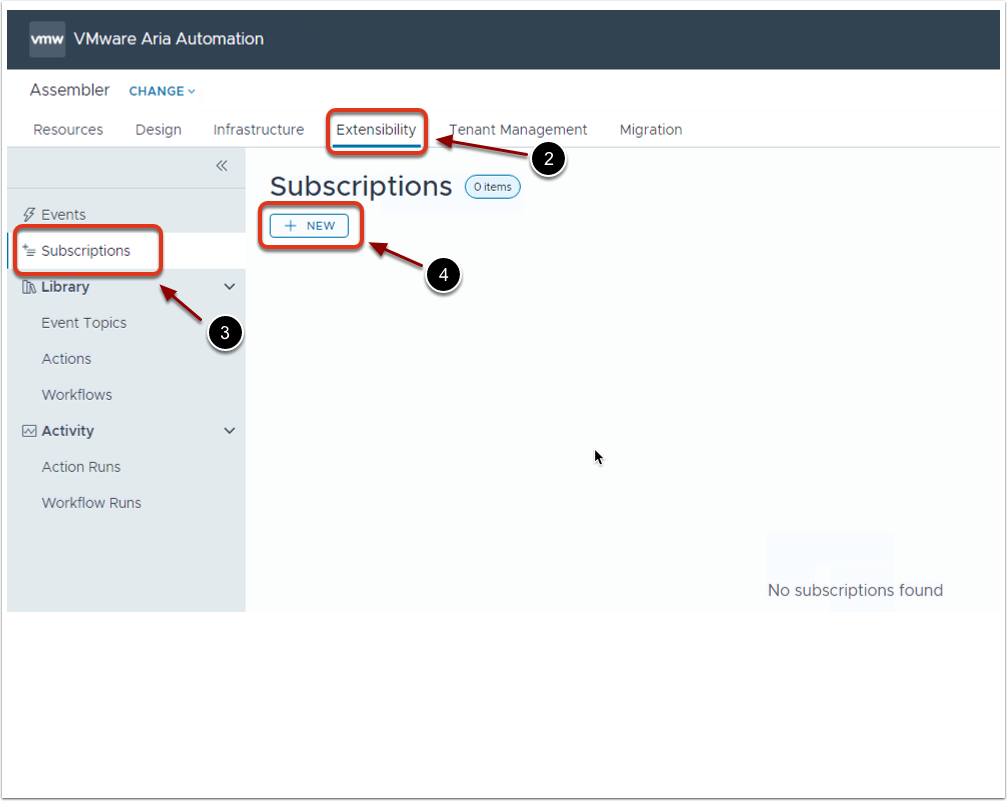 vmw VMware Aria Automation
Assembler CHANGE
Resources Design Infrastructure Extensibility Tenant Management Migration
2
Subscriptions 0 items
Events
+ NEW
Subscriptions
4
Library
Event Topics
3
Actions
Workflows
Activity
Action Runs
Workflow Runs
No subscriptions found